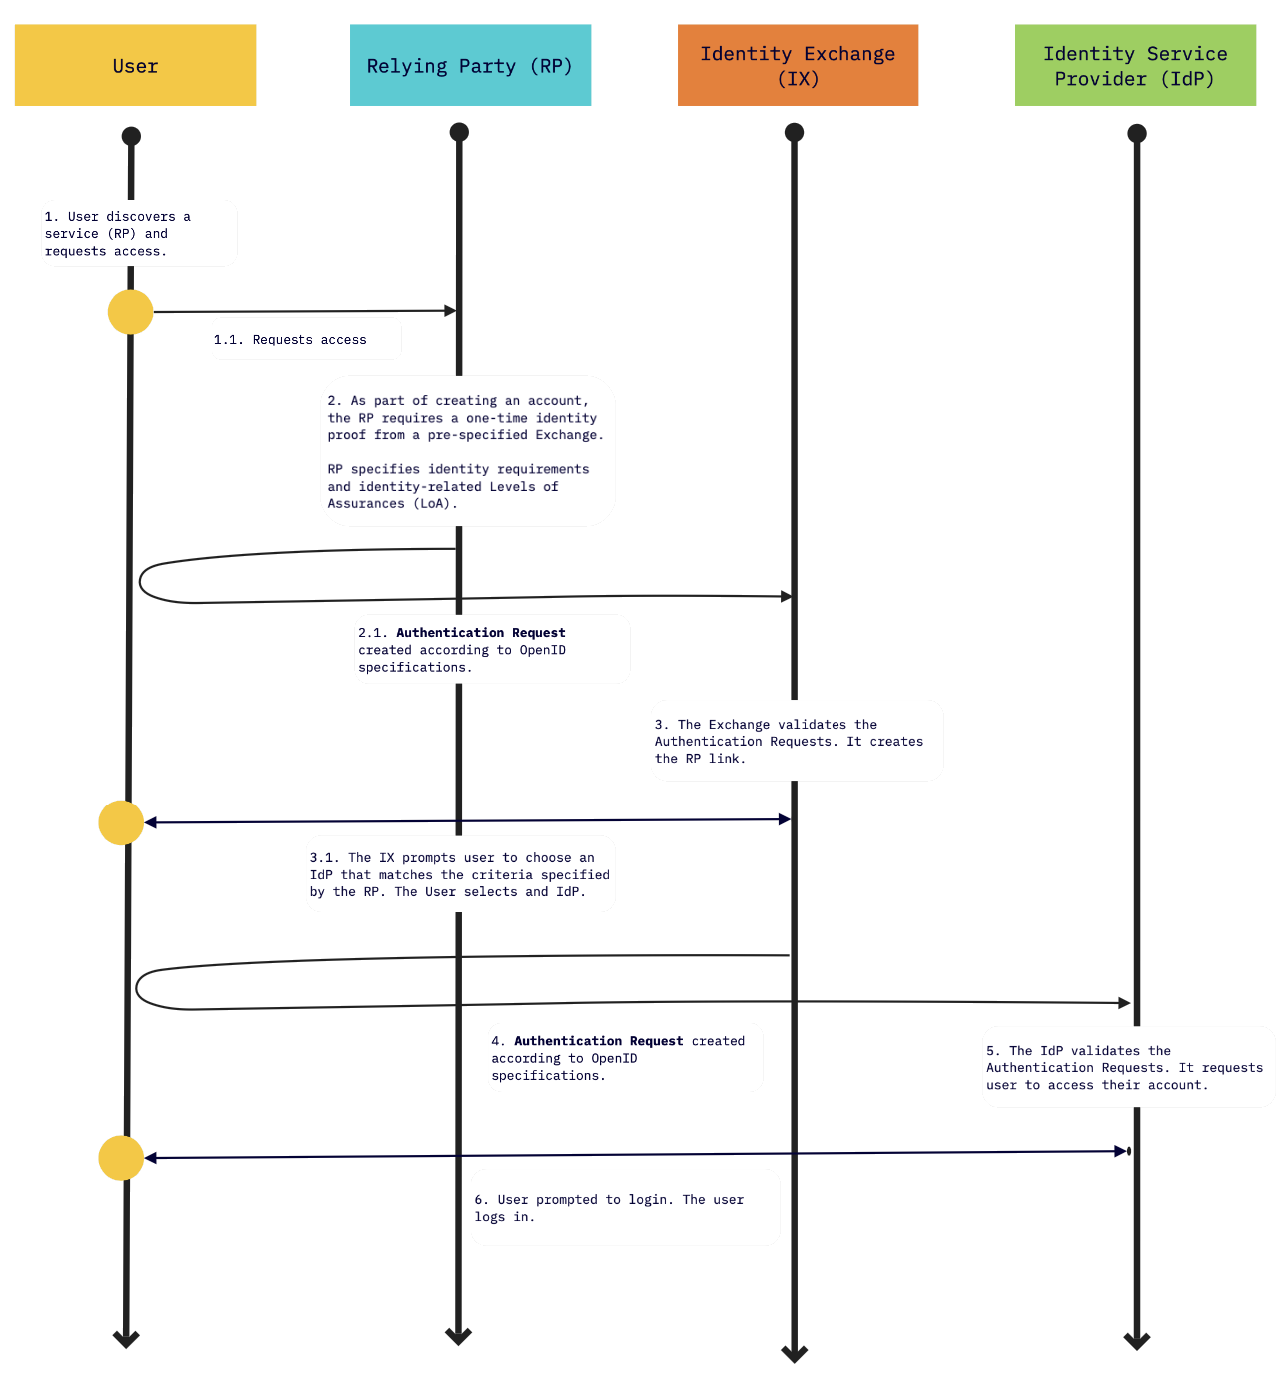 User
Relying Party (RP)
Identity Exchange
(IX)
Identity Service
Provider (IdP)
1. User discovers a
service (RP) and
requests access.
1.1. Requests access
2. As part of creating an account,
the RP requires a one-time identity
proof from a pre-specified Exchange.
RP specifies identity requirements
and identity-related Levels of
Assurances (LoA).
2.1. Authentication Request
created according to OpenID
specifications.
3. The Exchange validates the
Authentication Requests. It creates
the RP link.
3.1. The IX prompts user to choose an
IdP that matches the criteria specified
by the RP. The User selects and IdP.
4. Authentication Request created
according to OpenID
specifications.
5. The IdP validates the
Authentication Requests. It requests
user to access their account.
6. User prompted to login. The user
logs in.